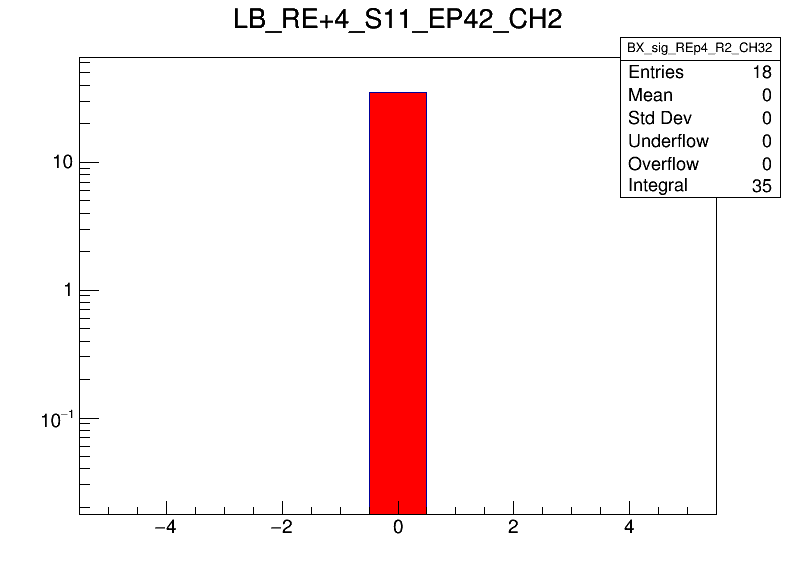 LB_RE+4_S11_EP42_CH2
BX_sig_REp4_R2_CH32
Entries 18
Mean 0
Std Dev 0
Underflow 0
Overflow 0
Integral 35
10
1
10⁻¹
−4 −2 0 2 4